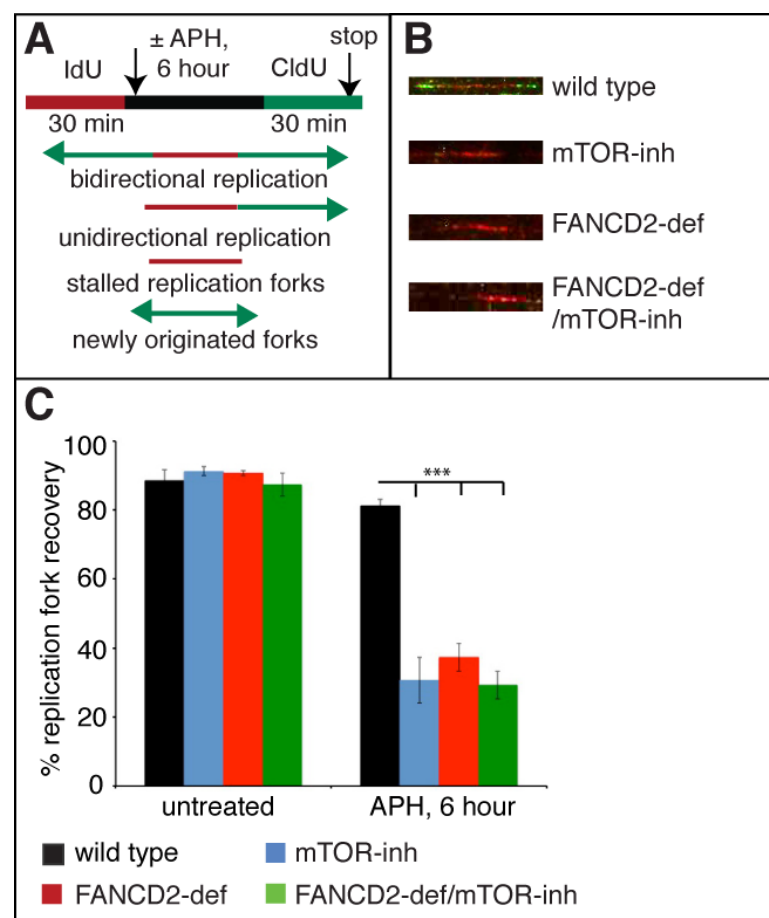 A
± APH,
stop
IdU
6 hour
CldU
30 min
30 min
bidirectional replication
unidirectional replication
stalled replication forks
newly originated forks
B
wild type
mTOR-inh
FANCD2-def
FANCD2-def
/mTOR-inh
C
% replication fork recovery
100
80
60
40
20
0
***
untreated
APH, 6 hour
wild type
mTOR-inh
FANCD2-def
FANCD2-def/mTOR-inh